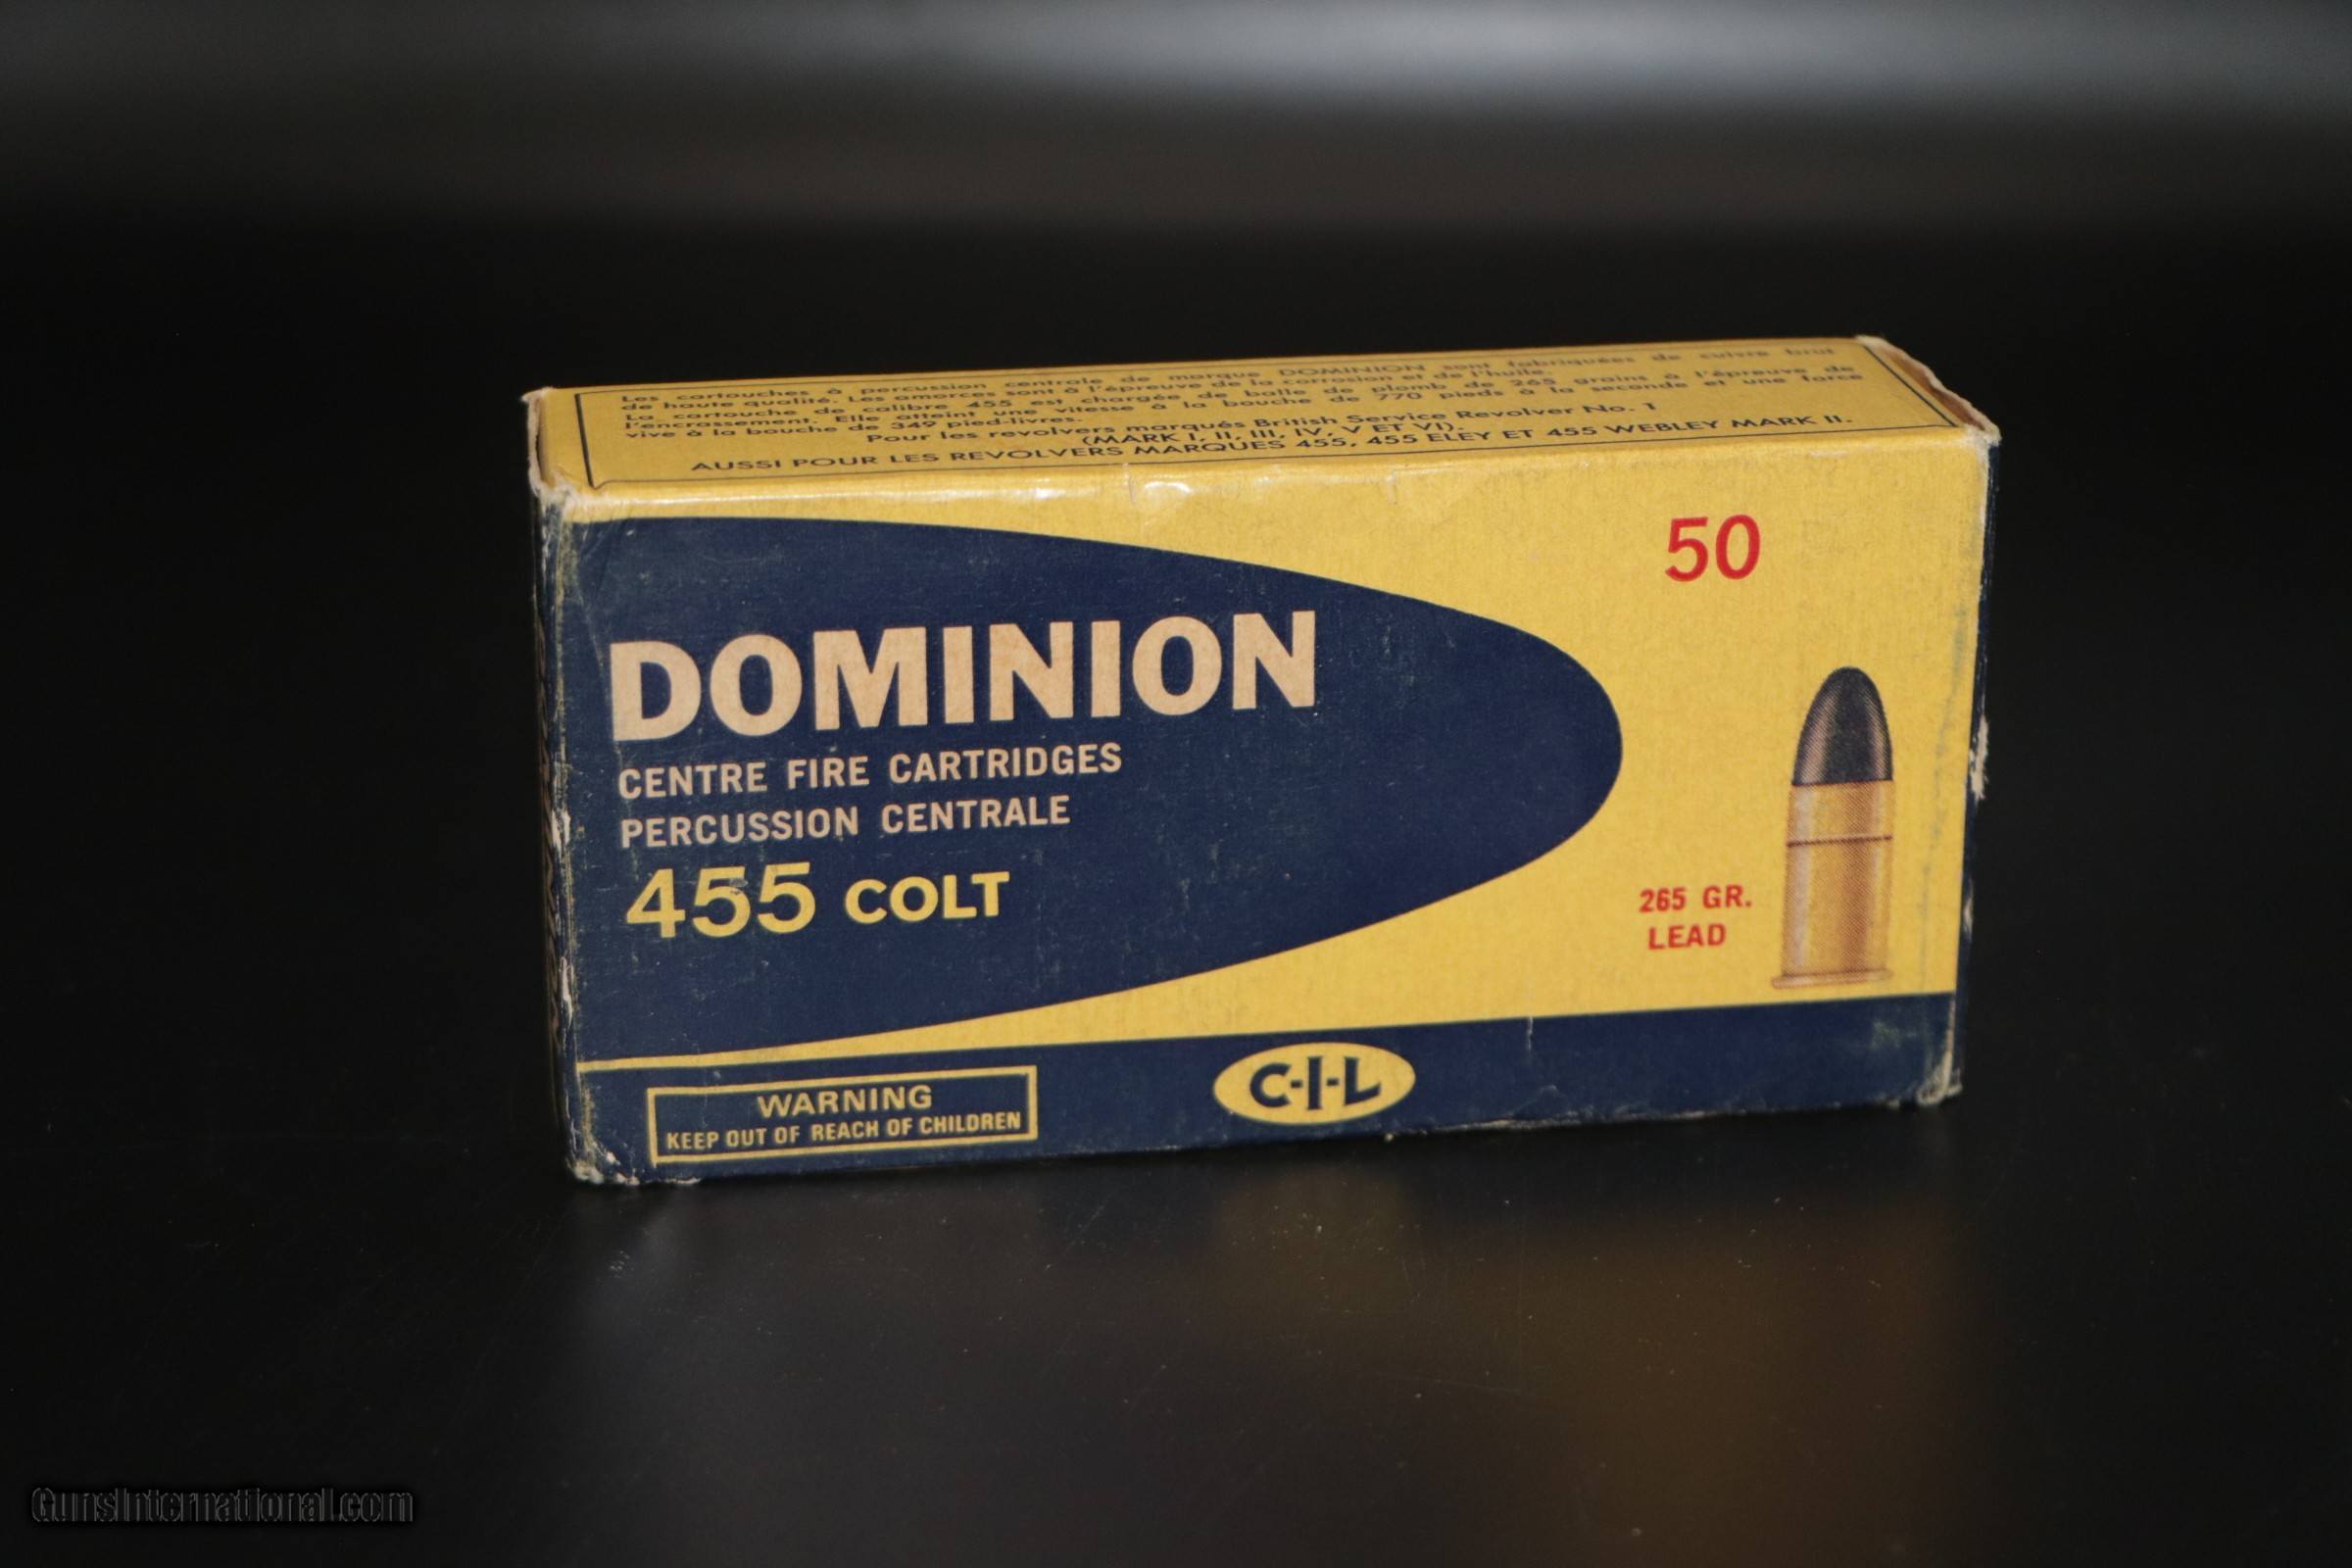 Les cartouches à percussion centrale de marque DOMINION sont fabriquées de cuivre brut
de haute qualité. Les amorces sont à l'épreuve de la corrosion et de l'huile.
La cartouche de calibre 455 est chargée de balle de plomb de 265 grains à l'épreuve de
l'encrassement. Elle atteint une vitesse à la bouche de 770 pieds à la seconde et une force
vive à la bouche de 349 pied-livres.
Pour les revolvers marqués British Service Revolver No. 1
(MARK I, II, III, IV, V ET VI).
AUSSI POUR LES REVOLVERS MARQUES 455, 455 ELEY ET 455 WEBLEY MARK II.
50
DOMINION
CENTRE FIRE CARTRIDGES
PERCUSSION CENTRALE
455 COLT
265 GR.
LEAD
WARNING
KEEP OUT OF REACH OF CHILDREN
C-I-L
GunsInternational.com